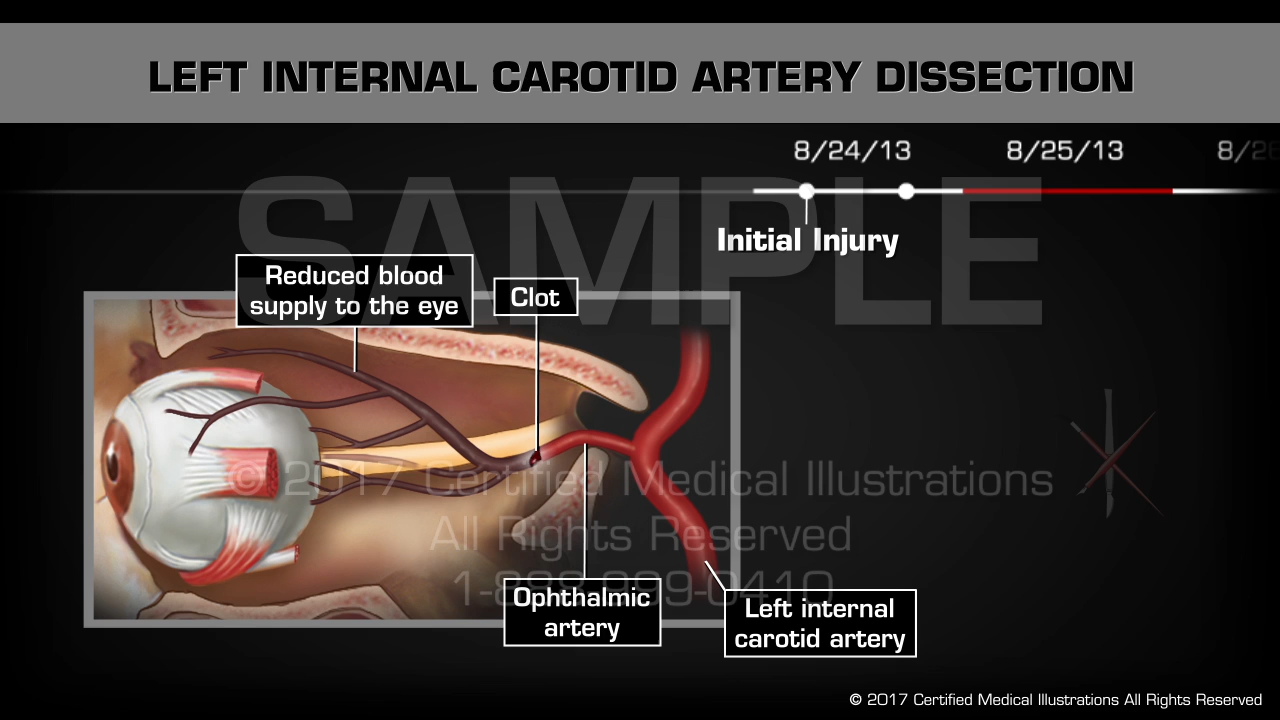 LEFT INTERNAL CAROTID ARTERY DISSECTION
8/24/13 8/25/13
SAMPLE
Initial Injury
Reduced blood
supply to the eye
Clot
© 2017 Certified Medical Illustrations
All Rights Reserved
Ophthalmic
artery
Left internal
carotid artery
© 2017 Certified Medical Illustrations All Rights Reserved